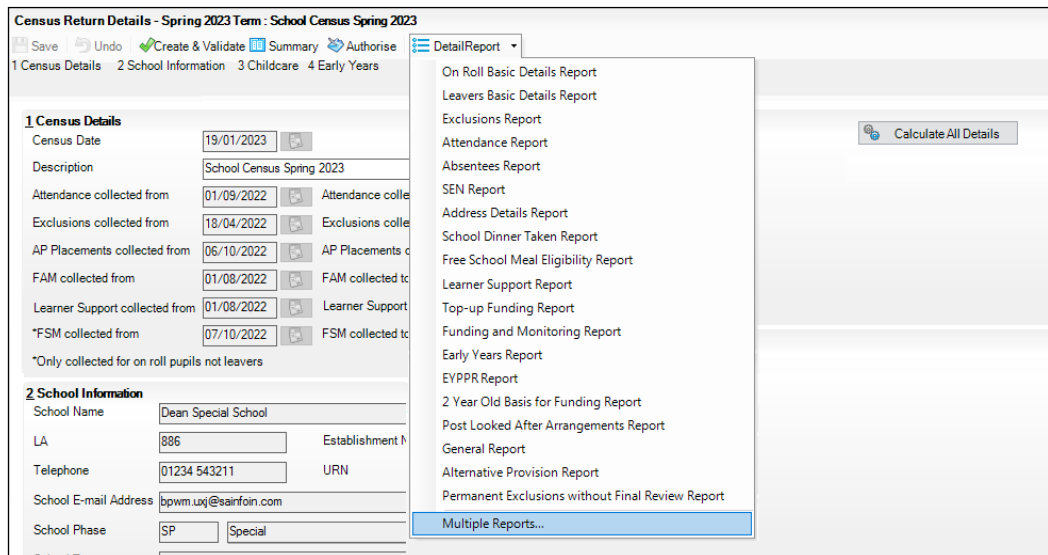 Census Return Details - Spring 2023 Term : School Census Spring 2023
Save Undo Create & Validate Summary Authorise DetailReport
1 Census Details 2 School Information 3 Childcare 4 Early Years
On Roll Basic Details Report
Leavers Basic Details Report
Exclusions Report
Attendance Report
Absentees Report
SEN Report
Address Details Report
School Dinner Taken Report
Free School Meal Eligibility Report
Learner Support Report
Top-up Funding Report
Funding and Monitoring Report
Early Years Report
EYPPR Report
2 Year Old Basis for Funding Report
Post Looked After Arrangements Report
General Report
Alternative Provision Report
Permanent Exclusions without Final Review Report
Multiple Reports...
1 Census Details
Census Date 19/01/2023
Calculate All Details
Description School Census Spring 2023
Attendance collected from 01/09/2022 Attendance colle
Exclusions collected from 18/04/2022 Exclusions colle
AP Placements collected from 06/10/2022 AP Placements c
FAM collected from 01/08/2022 FAM collected to
Learner Support collected from 01/08/2022 Learner Support
*FSM collected from 07/10/2022 FSM collected to
*Only collected for on roll pupils not leavers
2 School Information
School Name Dean Special School
LA 886 Establishment N
Telephone 01234 543211 URN
School E-mail Address bpwm.uxj@sainfoin.com
School Phase SP Special